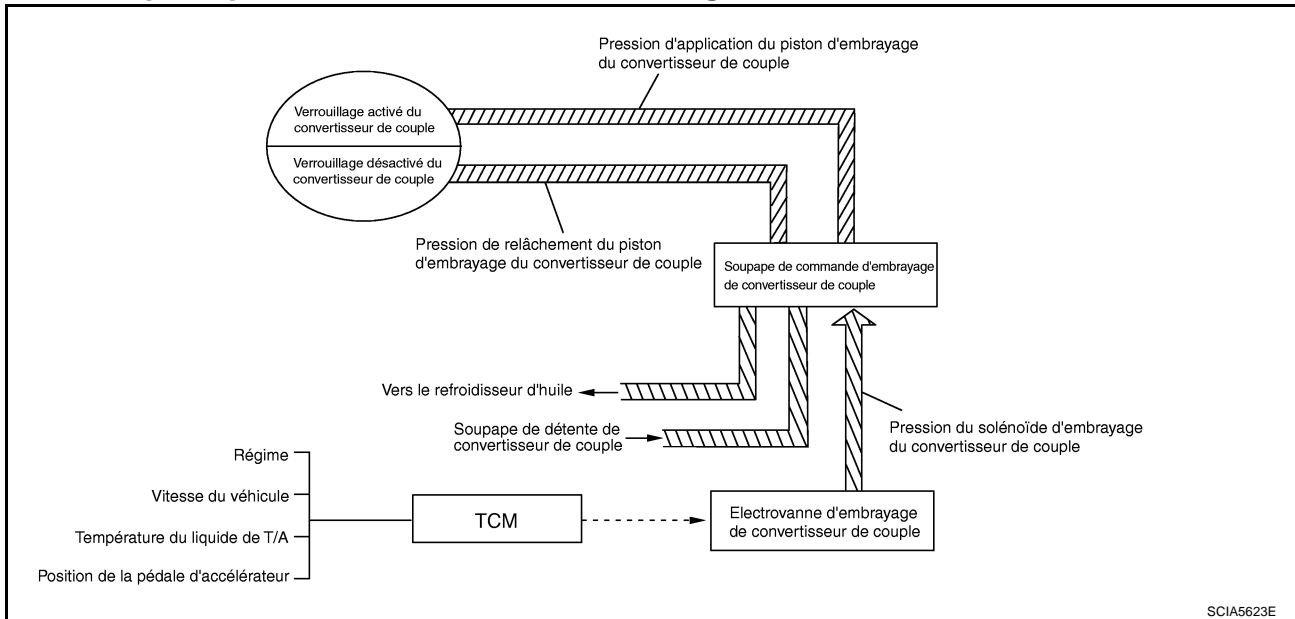 Pression d'application du piston d'embrayage
du convertisseur de couple
Verrouillage activé du
convertisseur de couple
Verrouillage désactivé du
convertisseur de couple
Pression de relâchement du piston
d'embrayage du convertisseur de couple
Soupape de commande d'embrayage
de convertisseur de couple
Vers le refroidisseur d'huile
Soupape de détente de
convertisseur de couple
Pression du solénoïde d'embrayage
du convertisseur de couple
Régime
Vitesse du véhicule
Température du liquide de T/A
Position de la pédale d'accélérateur
TCM
Electrovanne d'embrayage
de convertisseur de couple
SCIA5623E